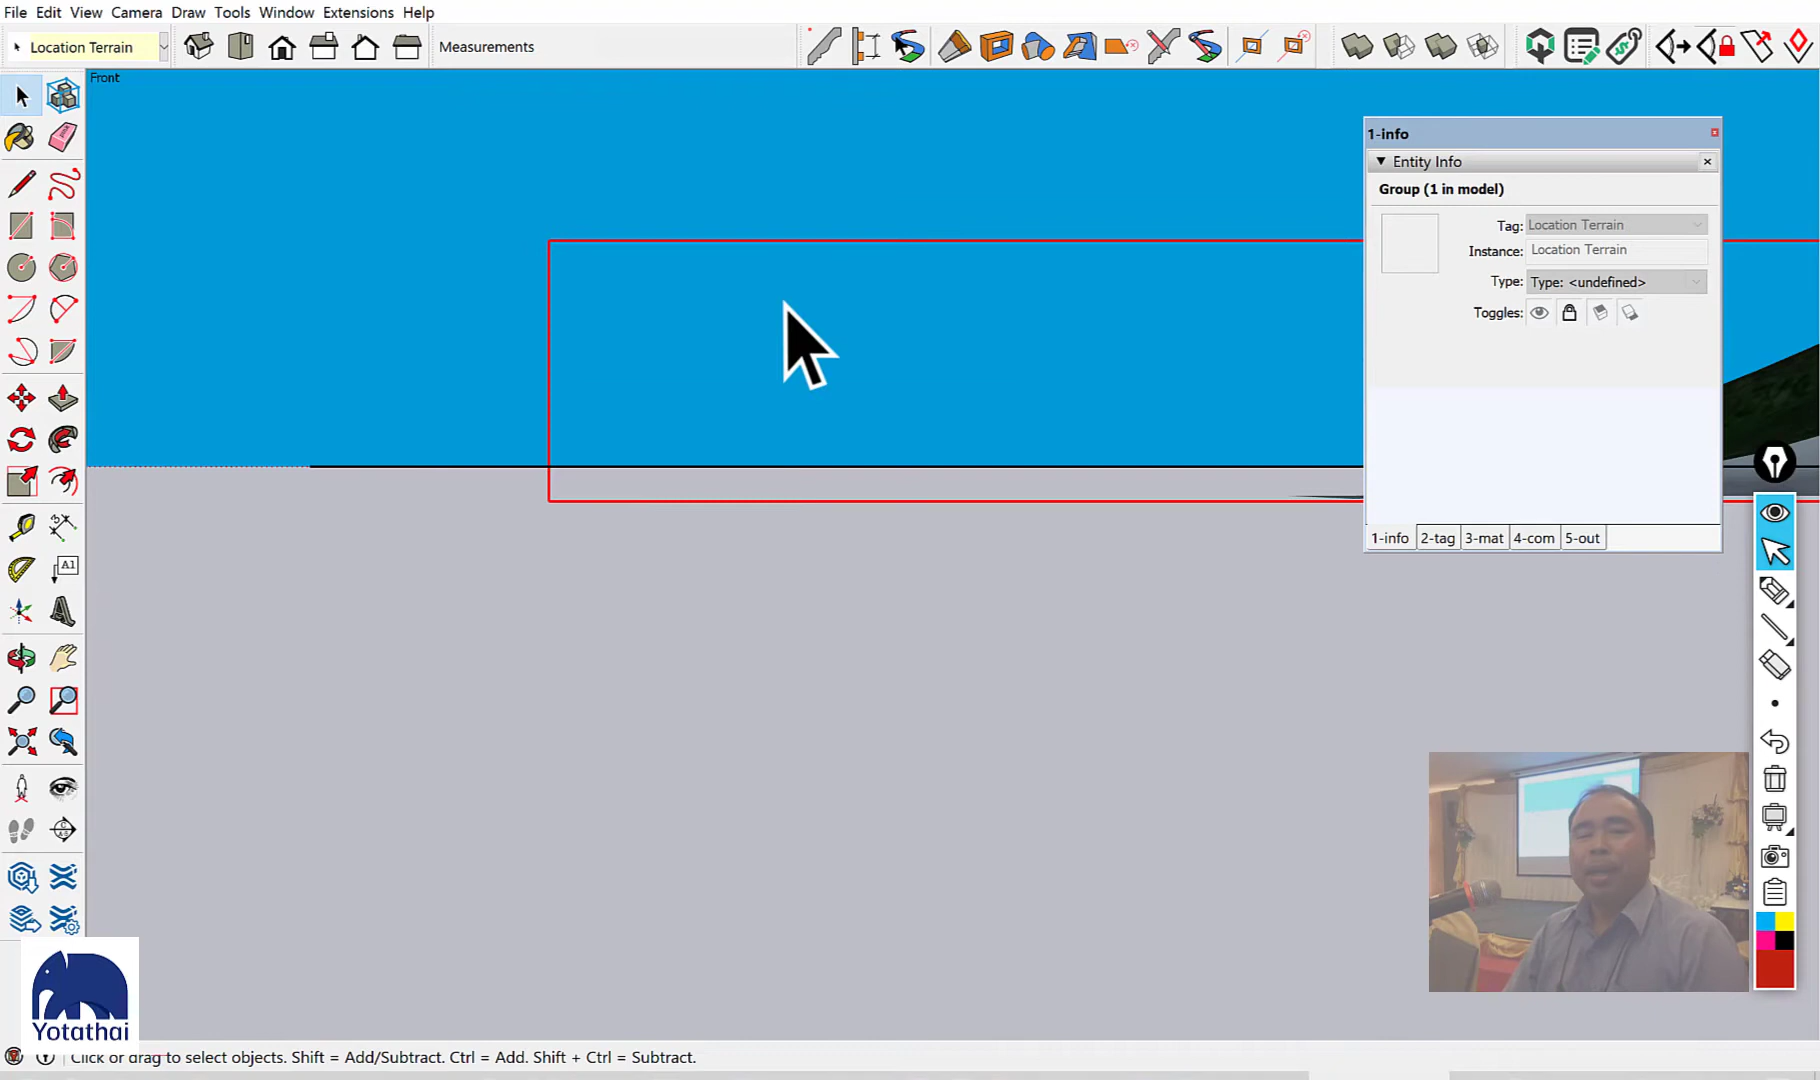 File Edit View Camera Draw Tools Window Extensions Help
Location Terrain
Measurements
Front
1-info
Entity Info
Group (1 in model)
Tag: Location Terrain
Instance: Location Terrain
Type: Type: <undefined>
Toggles:
1-info 2-tag 3-mat 4-com 5-out
A1
Yotathai
Click or drag to select objects. Shift = Add/Subtract. Ctrl = Add. Shift + Ctrl = Subtract.